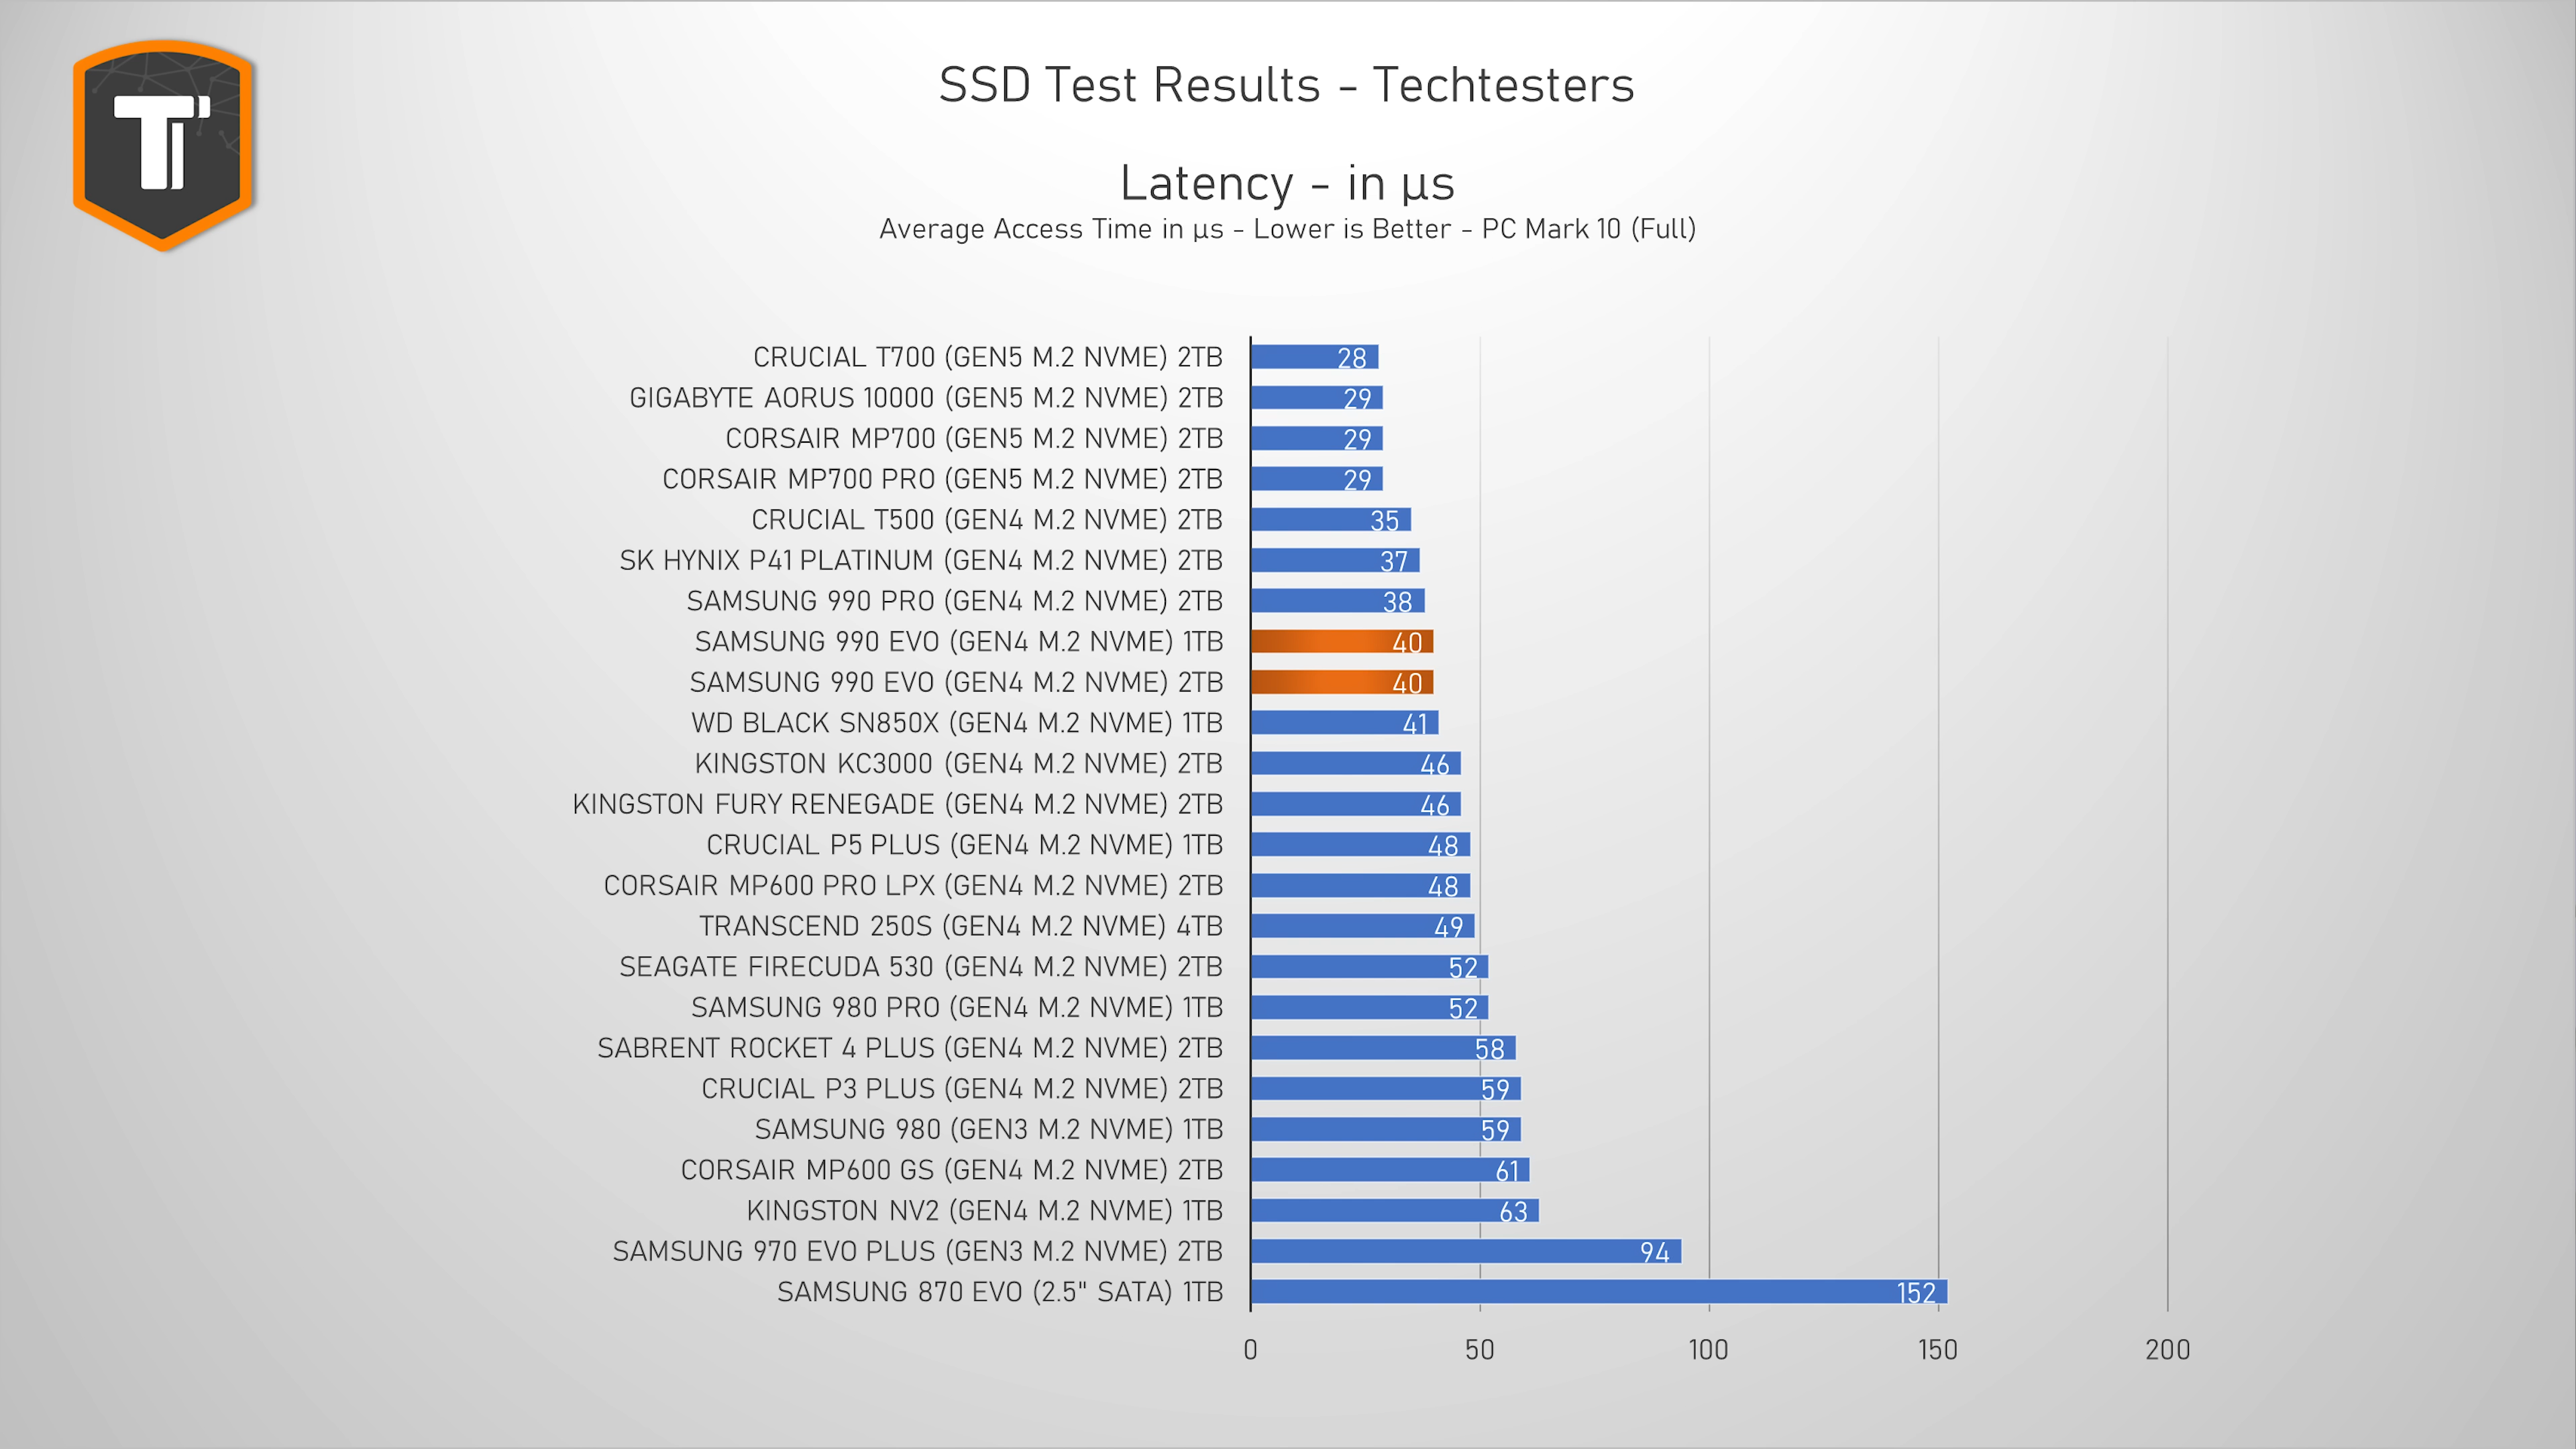 SSD Test Results - Techtesters
Latency - in µs
Average Access Time in µs - Lower is Better - PC Mark 10 (Full)
CRUCIAL T700 (GEN5 M.2 NVME) 2TB 28
GIGABYTE AORUS 10000 (GEN5 M.2 NVME) 2TB 29
CORSAIR MP700 (GEN5 M.2 NVME) 2TB 29
CORSAIR MP700 PRO (GEN5 M.2 NVME) 2TB 29
CRUCIAL T500 (GEN4 M.2 NVME) 2TB 35
SK HYNIX P41 PLATINUM (GEN4 M.2 NVME) 2TB 37
SAMSUNG 990 PRO (GEN4 M.2 NVME) 2TB 38
SAMSUNG 990 EVO (GEN4 M.2 NVME) 1TB 40
SAMSUNG 990 EVO (GEN4 M.2 NVME) 2TB 40
WD BLACK SN850X (GEN4 M.2 NVME) 1TB 41
KINGSTON KC3000 (GEN4 M.2 NVME) 2TB 46
KINGSTON FURY RENEGADE (GEN4 M.2 NVME) 2TB 46
CRUCIAL P5 PLUS (GEN4 M.2 NVME) 1TB 48
CORSAIR MP600 PRO LPX (GEN4 M.2 NVME) 2TB 48
TRANSCEND 250S (GEN4 M.2 NVME) 4TB 49
SEAGATE FIRECUDA 530 (GEN4 M.2 NVME) 2TB 52
SAMSUNG 980 PRO (GEN4 M.2 NVME) 1TB 52
SABRENT ROCKET 4 PLUS (GEN4 M.2 NVME) 2TB 58
CRUCIAL P3 PLUS (GEN4 M.2 NVME) 2TB 59
SAMSUNG 980 (GEN3 M.2 NVME) 1TB 59
CORSAIR MP600 GS (GEN4 M.2 NVME) 2TB 61
KINGSTON NV2 (GEN4 M.2 NVME) 1TB 63
SAMSUNG 970 EVO PLUS (GEN3 M.2 NVME) 2TB 94
SAMSUNG 870 EVO (2.5" SATA) 1TB 152
0 50 100 150 200